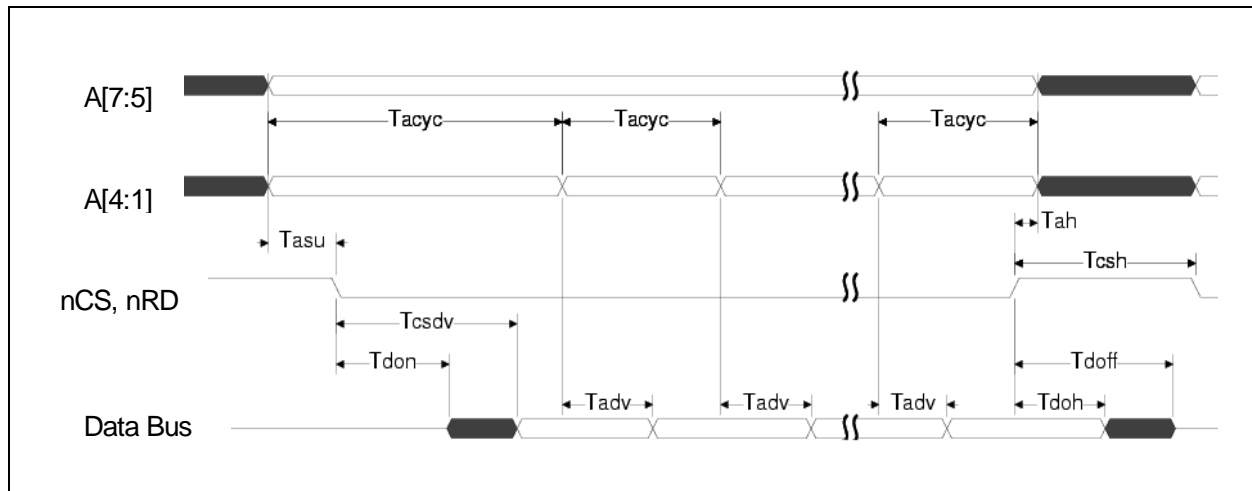 A[7:5]
Tacyc Tacyc Tacyc
A[4:1]
Tah
Tasu
Tcsh
nCS, nRD
Tcsdv
Tdon Tdoff
Tadv Tadv Tadv Tdoh
Data Bus